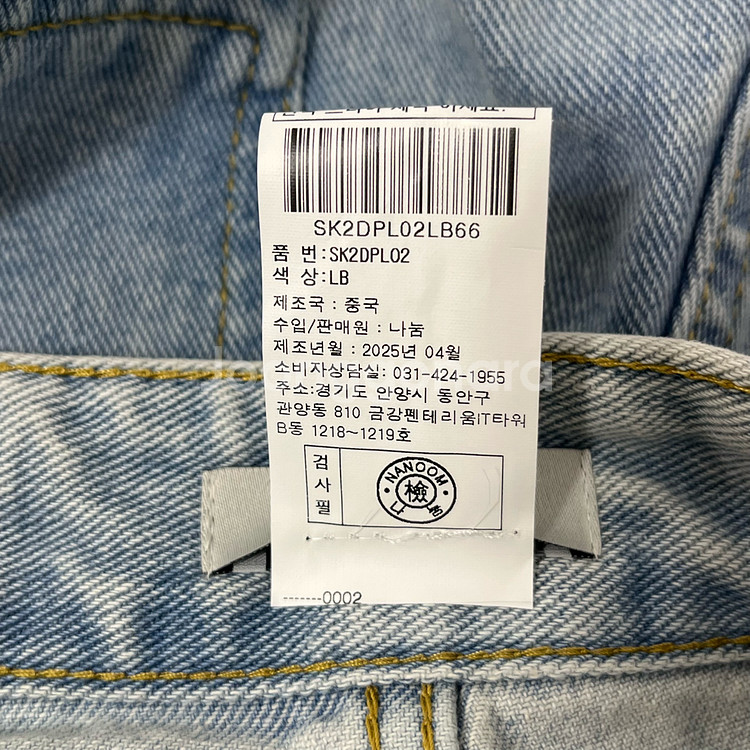 SK2DPL02LB66
품 번:SK2DPL02
색 상:LB
제조국 : 중국
수입/판매원 : 나눔
제조년월 : 2025년 04월
소비자상담실: 031-424-1955
주소:경기도 안양시 동안구
관양동 810 금강펜테리움IT타워
B동 1218~1219호
검사필
NANOOM
檢
나눔
-------0002